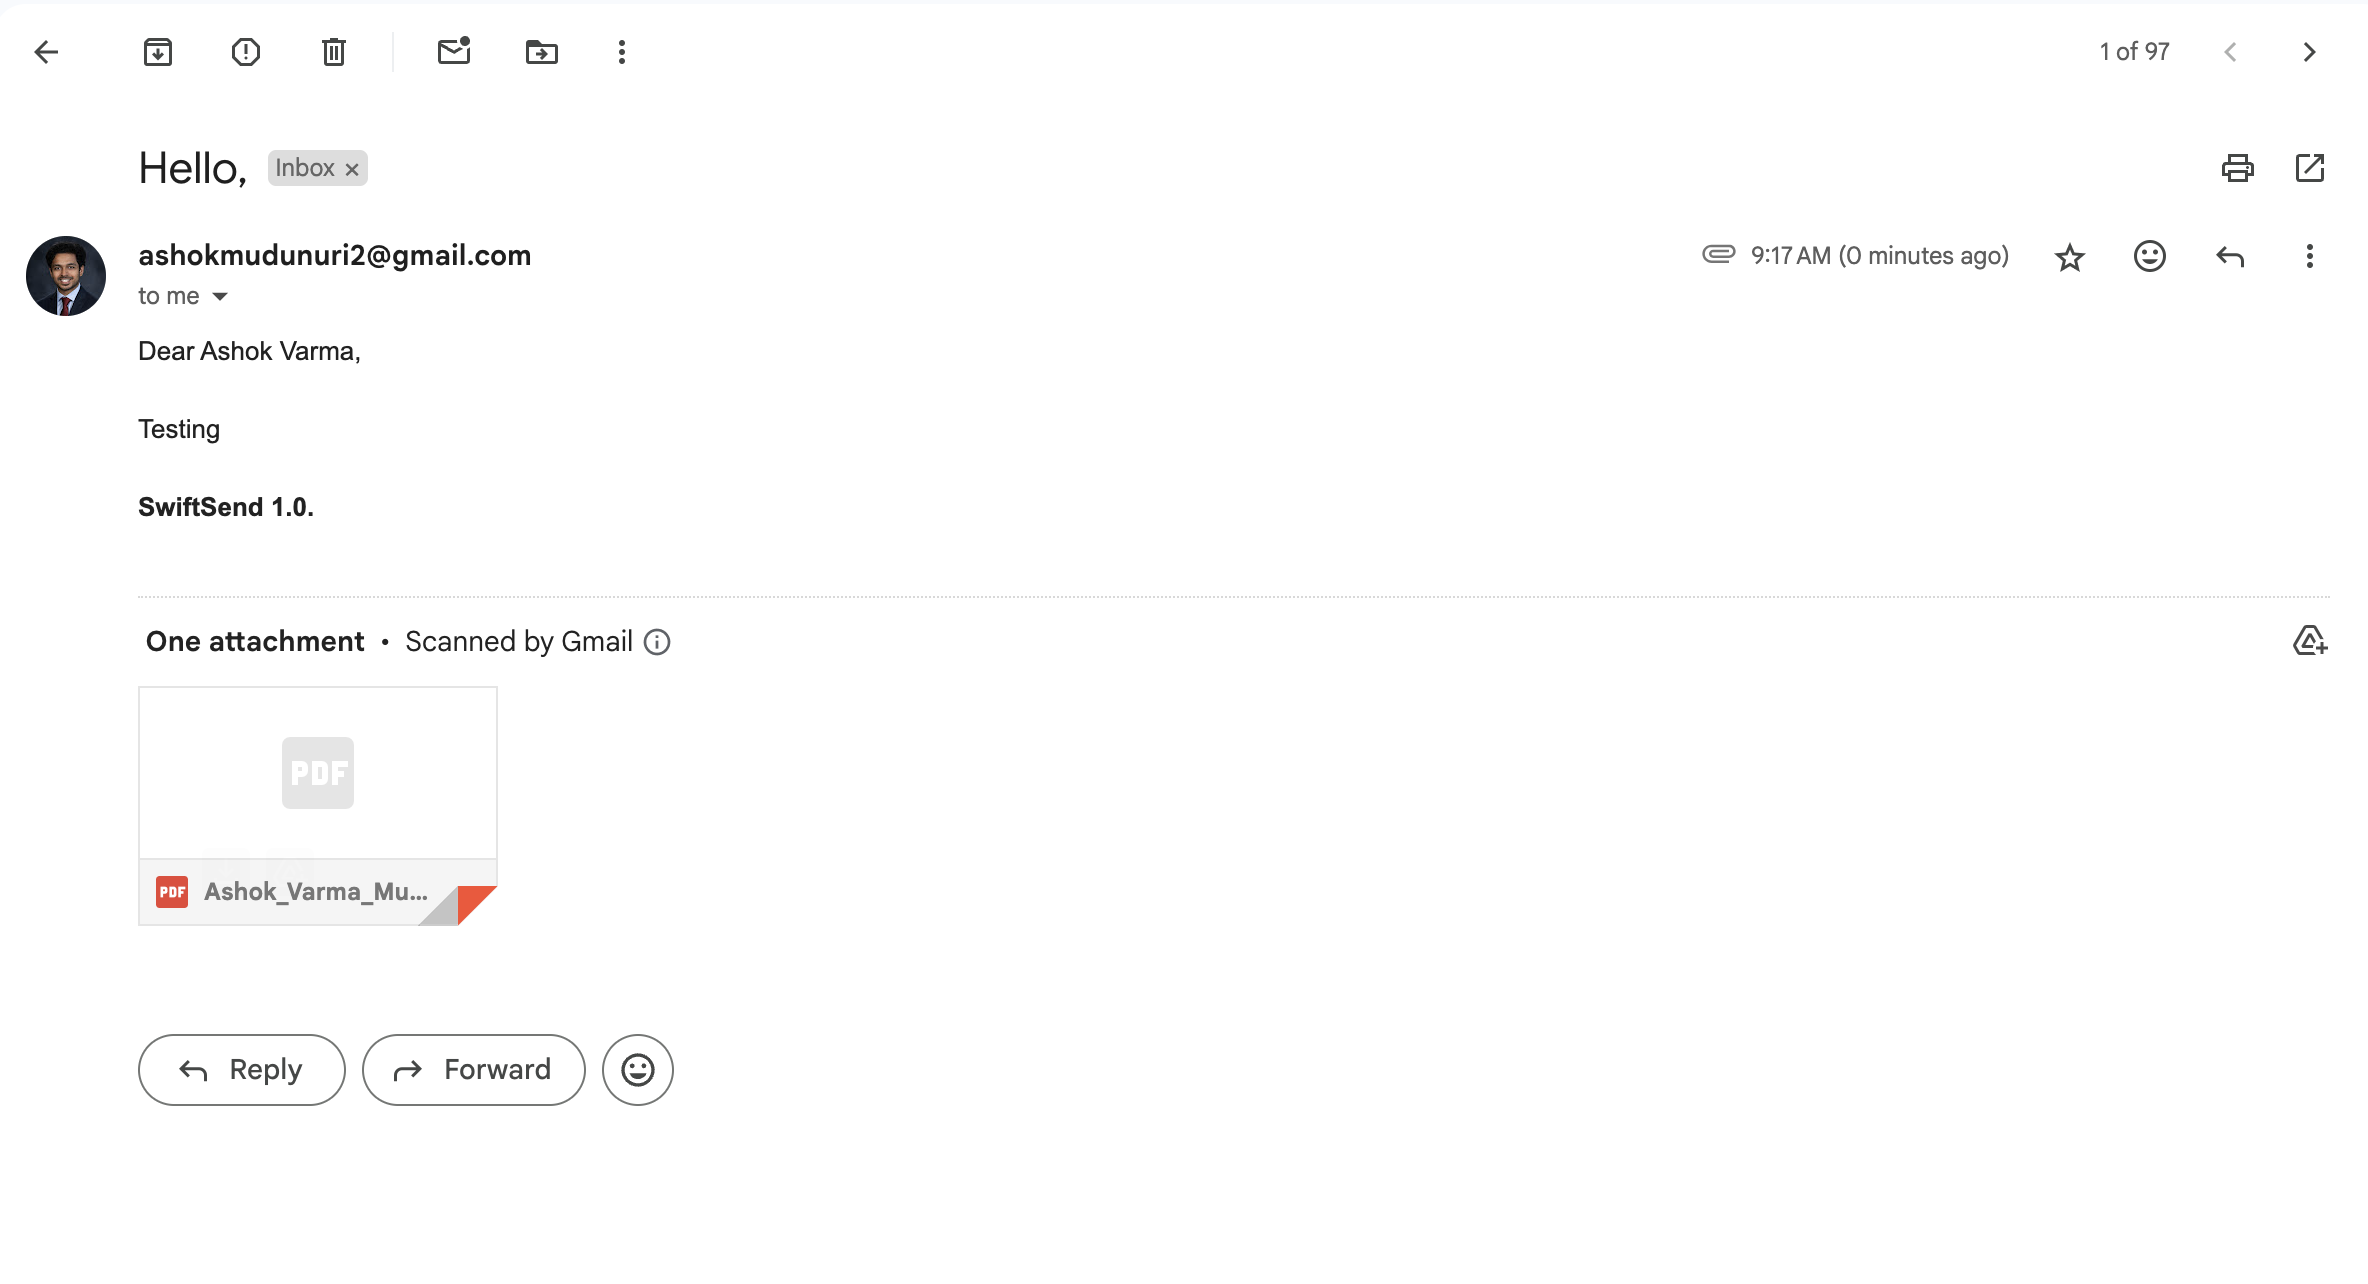 1 of 97
Hello, Inbox ×
ashokmudunuri2@gmail.com
9:17 AM (0 minutes ago)
to me
Dear Ashok Varma,
Testing
SwiftSend 1.0.
One attachment • Scanned by Gmail
PDF
PDF Ashok_Varma_Mu...
Reply
Forward